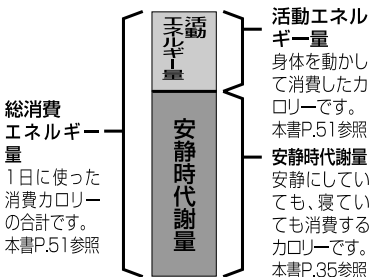 総消費
エネルギー
量
1日に使った
消費カロリー
の合計です。
本書P.51参照
活動
エネルギー量
安静時代謝量
活動エネル
ギー量
身体を動かし
て消費したカ
ロリーです。
本書P.51参照
安静時代謝量
安静にしてい
ても、寝てい
ても消費する
カロリーです。
本書P.35参照